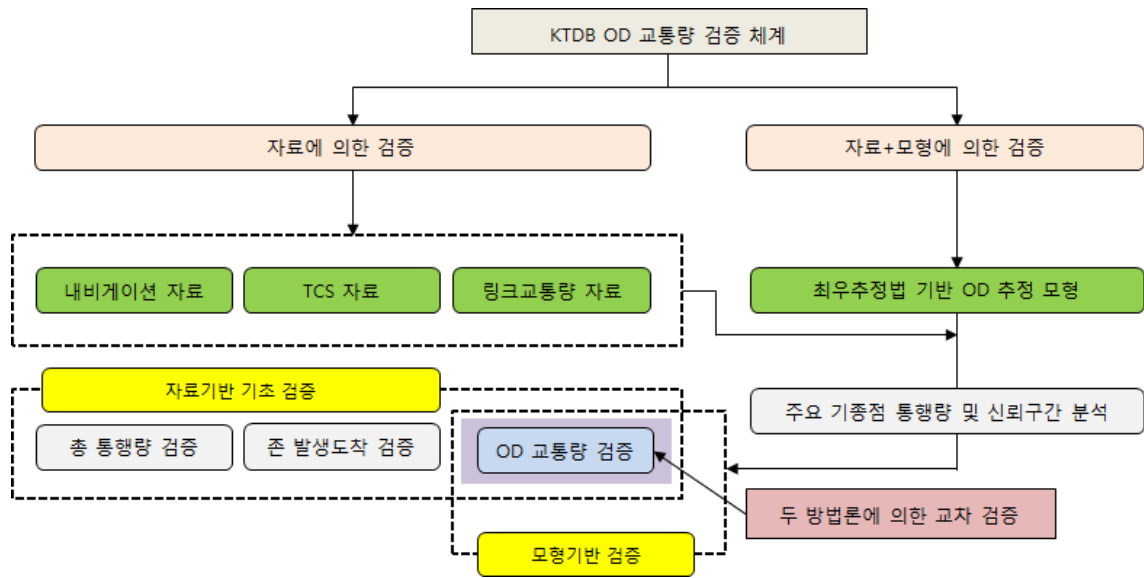 KTDB OD 교통량 검증 체계
자료에 의한 검증
자료+모형에 의한 검증
내비게이션 자료
TCS 자료
링크교통량 자료
최우추정법 기반 OD 추정 모형
자료기반 기초 검증
주요 기종점 통행량 및 신뢰구간 분석
총 통행량 검증
존 발생도착 검증
OD 교통량 검증
두 방법론에 의한 교차 검증
모형기반 검증